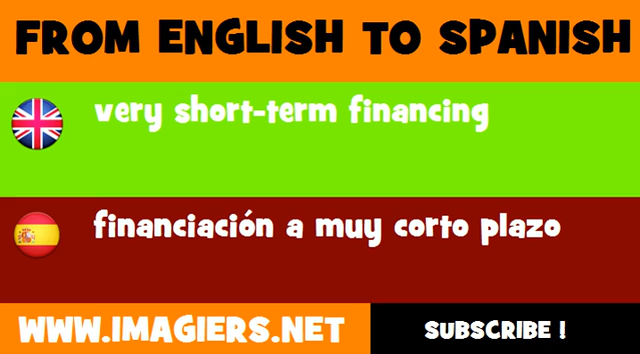 FROM ENGLISH TO SPANISH
very short-term financing
financiación a muy corto plazo
WWW.IMAGIERS.NET
SUBSCRIBE !